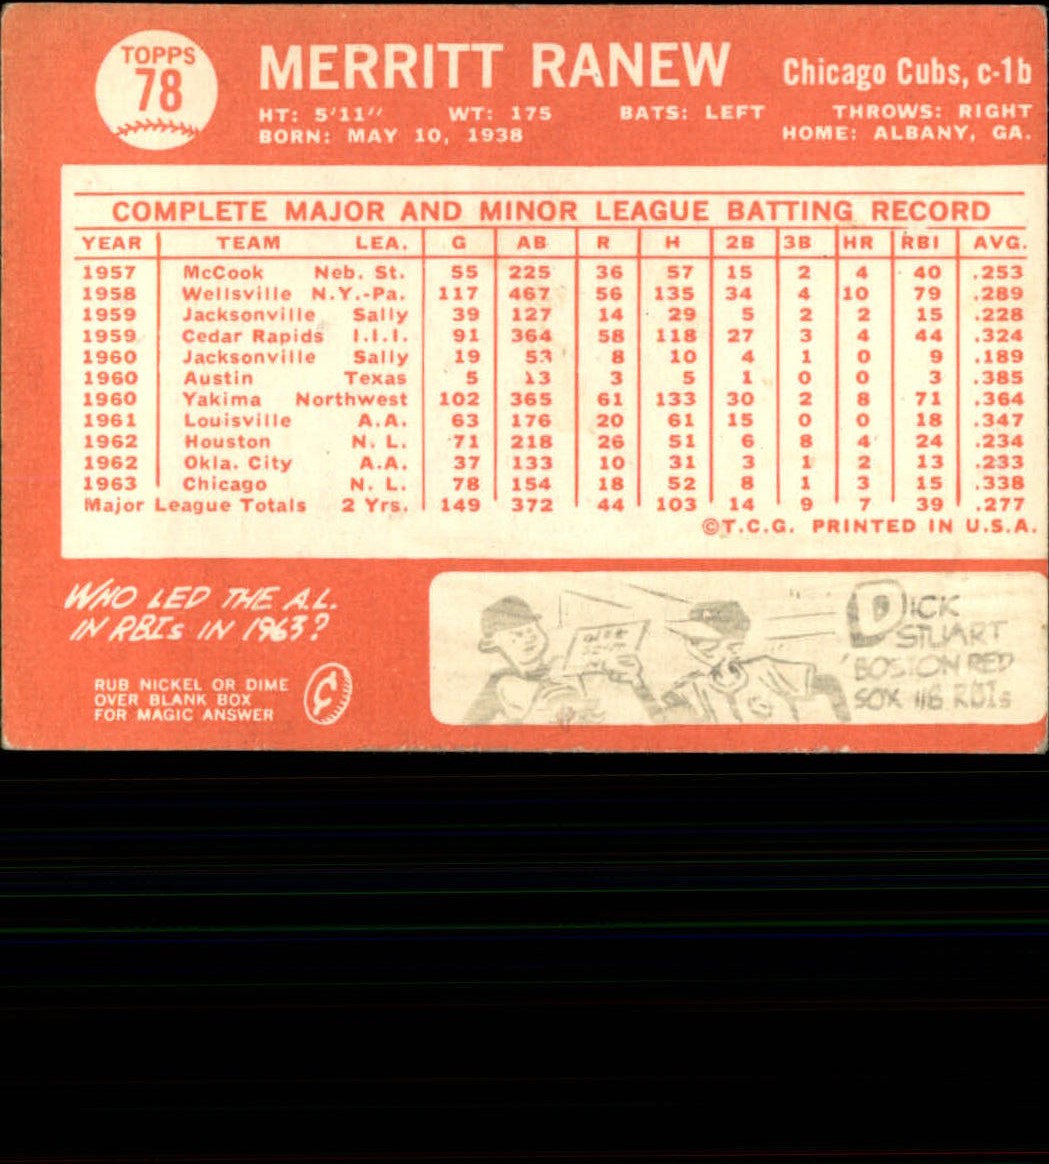 TOPPS
78
MERRITT RANEW
Chicago Cubs, c-1b
HT: 5'11" WT: 175 BATS: LEFT THROWS: RIGHT
BORN: MAY 10, 1938 HOME: ALBANY, GA.
COMPLETE MAJOR AND MINOR LEAGUE BATTING RECORD
YEAR TEAM LEA. G AB R H 2B 3B HR RBI AVG.
1957 McCook Neb. St. 55 225 36 57 15 2 4 40 .253
1958 Wellsville N.Y.-Pa. 117 467 56 135 34 4 10 79 .289
1959 Jacksonville Sally 39 127 14 29 5 2 2 15 .228
1959 Cedar Rapids I.I.I. 91 364 58 118 27 3 4 44 .324
1960 Jacksonville Sally 19 53 8 10 4 1 0 9 .189
1960 Austin Texas 5 13 3 5 1 0 0 3 .385
1960 Yakima Northwest 102 365 61 133 30 2 8 71 .364
1961 Louisville A.A. 63 176 20 61 15 0 0 18 .347
1962 Houston N. L. 71 218 26 51 6 8 4 24 .234
1962 Okla. City A.A. 37 133 10 31 3 1 2 13 .233
1963 Chicago N. L. 78 154 18 52 8 1 3 15 .338
Major League Totals 2 Yrs. 149 372 44 103 14 9 7 39 .277
©T.C.G. PRINTED IN U.S.A.
WHO LED THE A.L.
IN RBIs IN 1963?
RUB NICKEL OR DIME
OVER BLANK BOX
FOR MAGIC ANSWER
DICK
STUART
BOSTON RED
SOX 118 RBIs